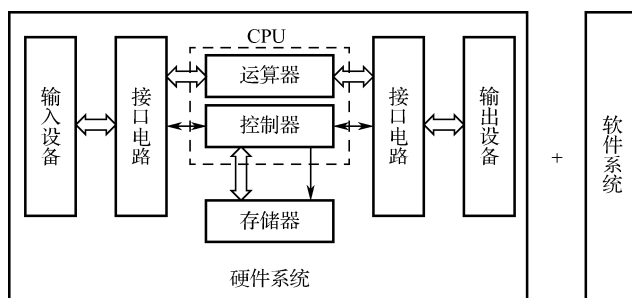 CPU
输入设备
接口电路
运算器
控制器
存储器
接口电路
输出设备
硬件系统
+
软件系统